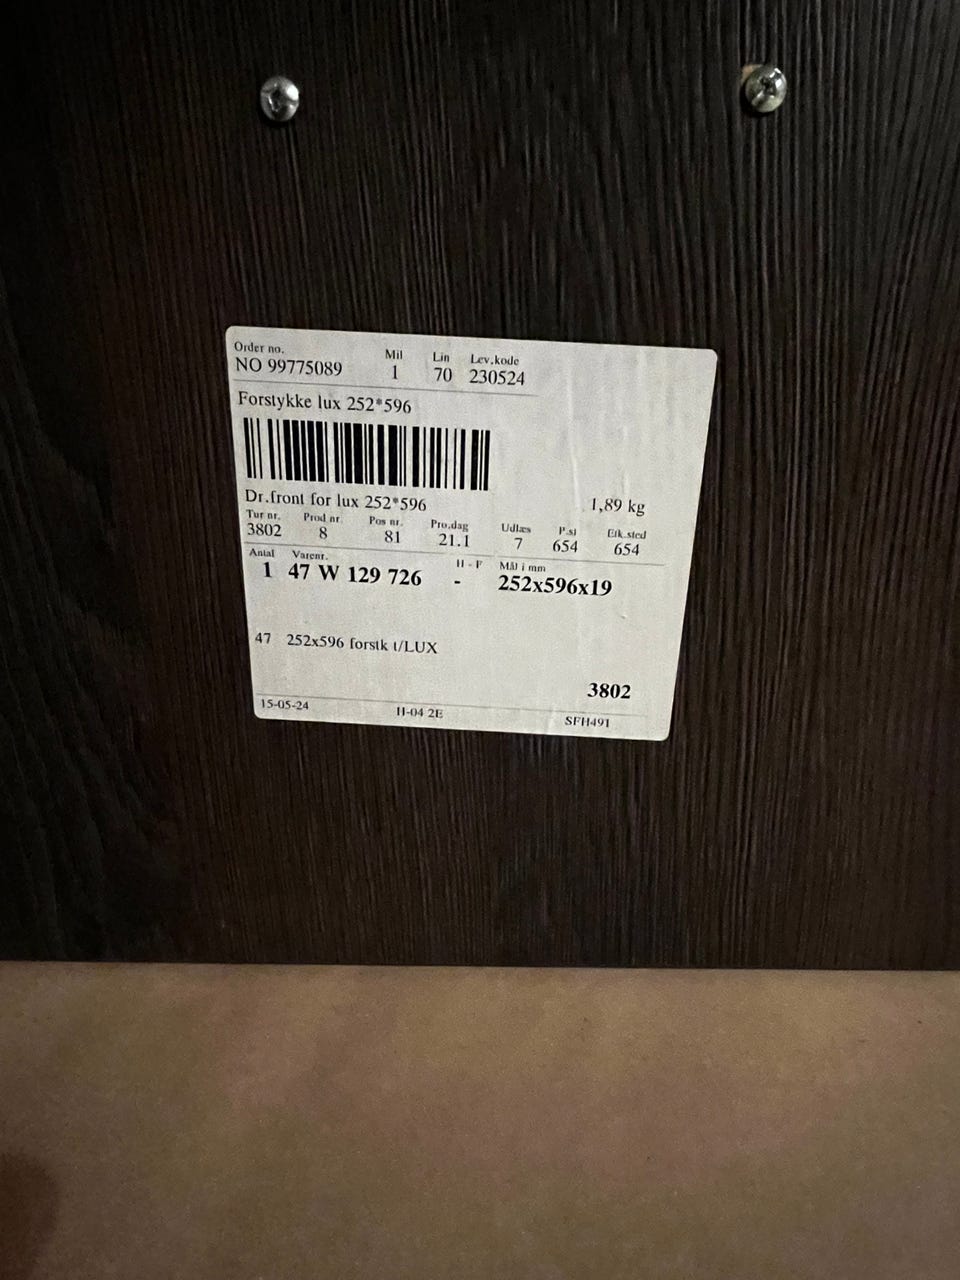 Order no. Mil Lin Lev.kode
NO 99775089 1 70 230524
Forstykke lux 252*596
Dr.front for lux 252*596 1,89 kg
Tur nr. Prod nr Pos nr. Pro.dag Udlæs P.sl Etk.sted
3802 8 81 21.1 7 654 654
Antal Varenr. H - F Mål i mm
1 47 W 129 726 - 252x596x19
47 252x596 forstk t/LUX
3802
15-05-24 H-04 2E SFH491